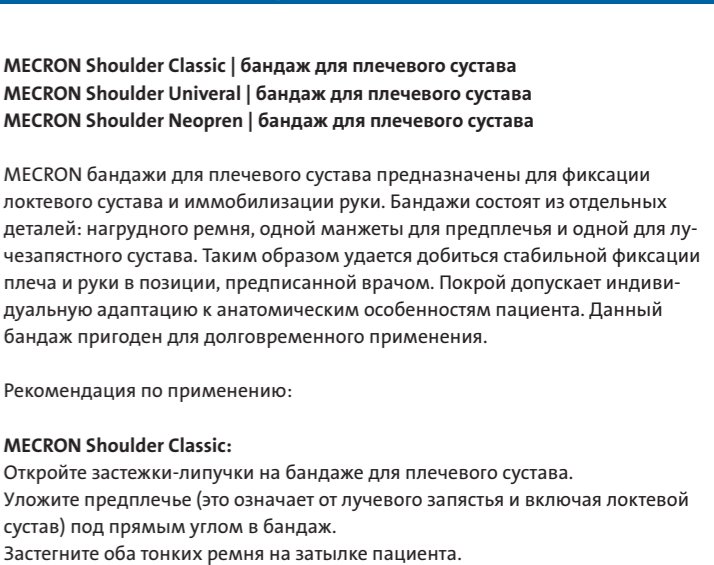 MECRON Shoulder Classic | бандаж для плечевого сустава
MECRON Shoulder Univeral | бандаж для плечевого сустава
MECRON Shoulder Neopren | бандаж для плечевого сустава
MECRON бандажи для плечевого сустава предназначены для фиксации
локтевого сустава и иммобилизации руки. Бандажи состоят из отдельных
деталей: нагрудного ремня, одной манжеты для предплечья и одной для лу-
чезапястного сустава. Таким образом удается добиться стабильной фиксации
плеча и руки в позиции, предписанной врачом. Покрой допускает индиви-
дуальную адаптацию к анатомическим особенностям пациента. Данный
бандаж пригоден для долговременного применения.
Рекомендация по применению:
MECRON Shoulder Classic:
Откройте застежки-липучки на бандаже для плечевого сустава.
Уложите предплечье (это означает от лучевого запястья и включая локтевой
сустав) под прямым углом в бандаж.
Застегните оба тонких ремня на затылке пациента.